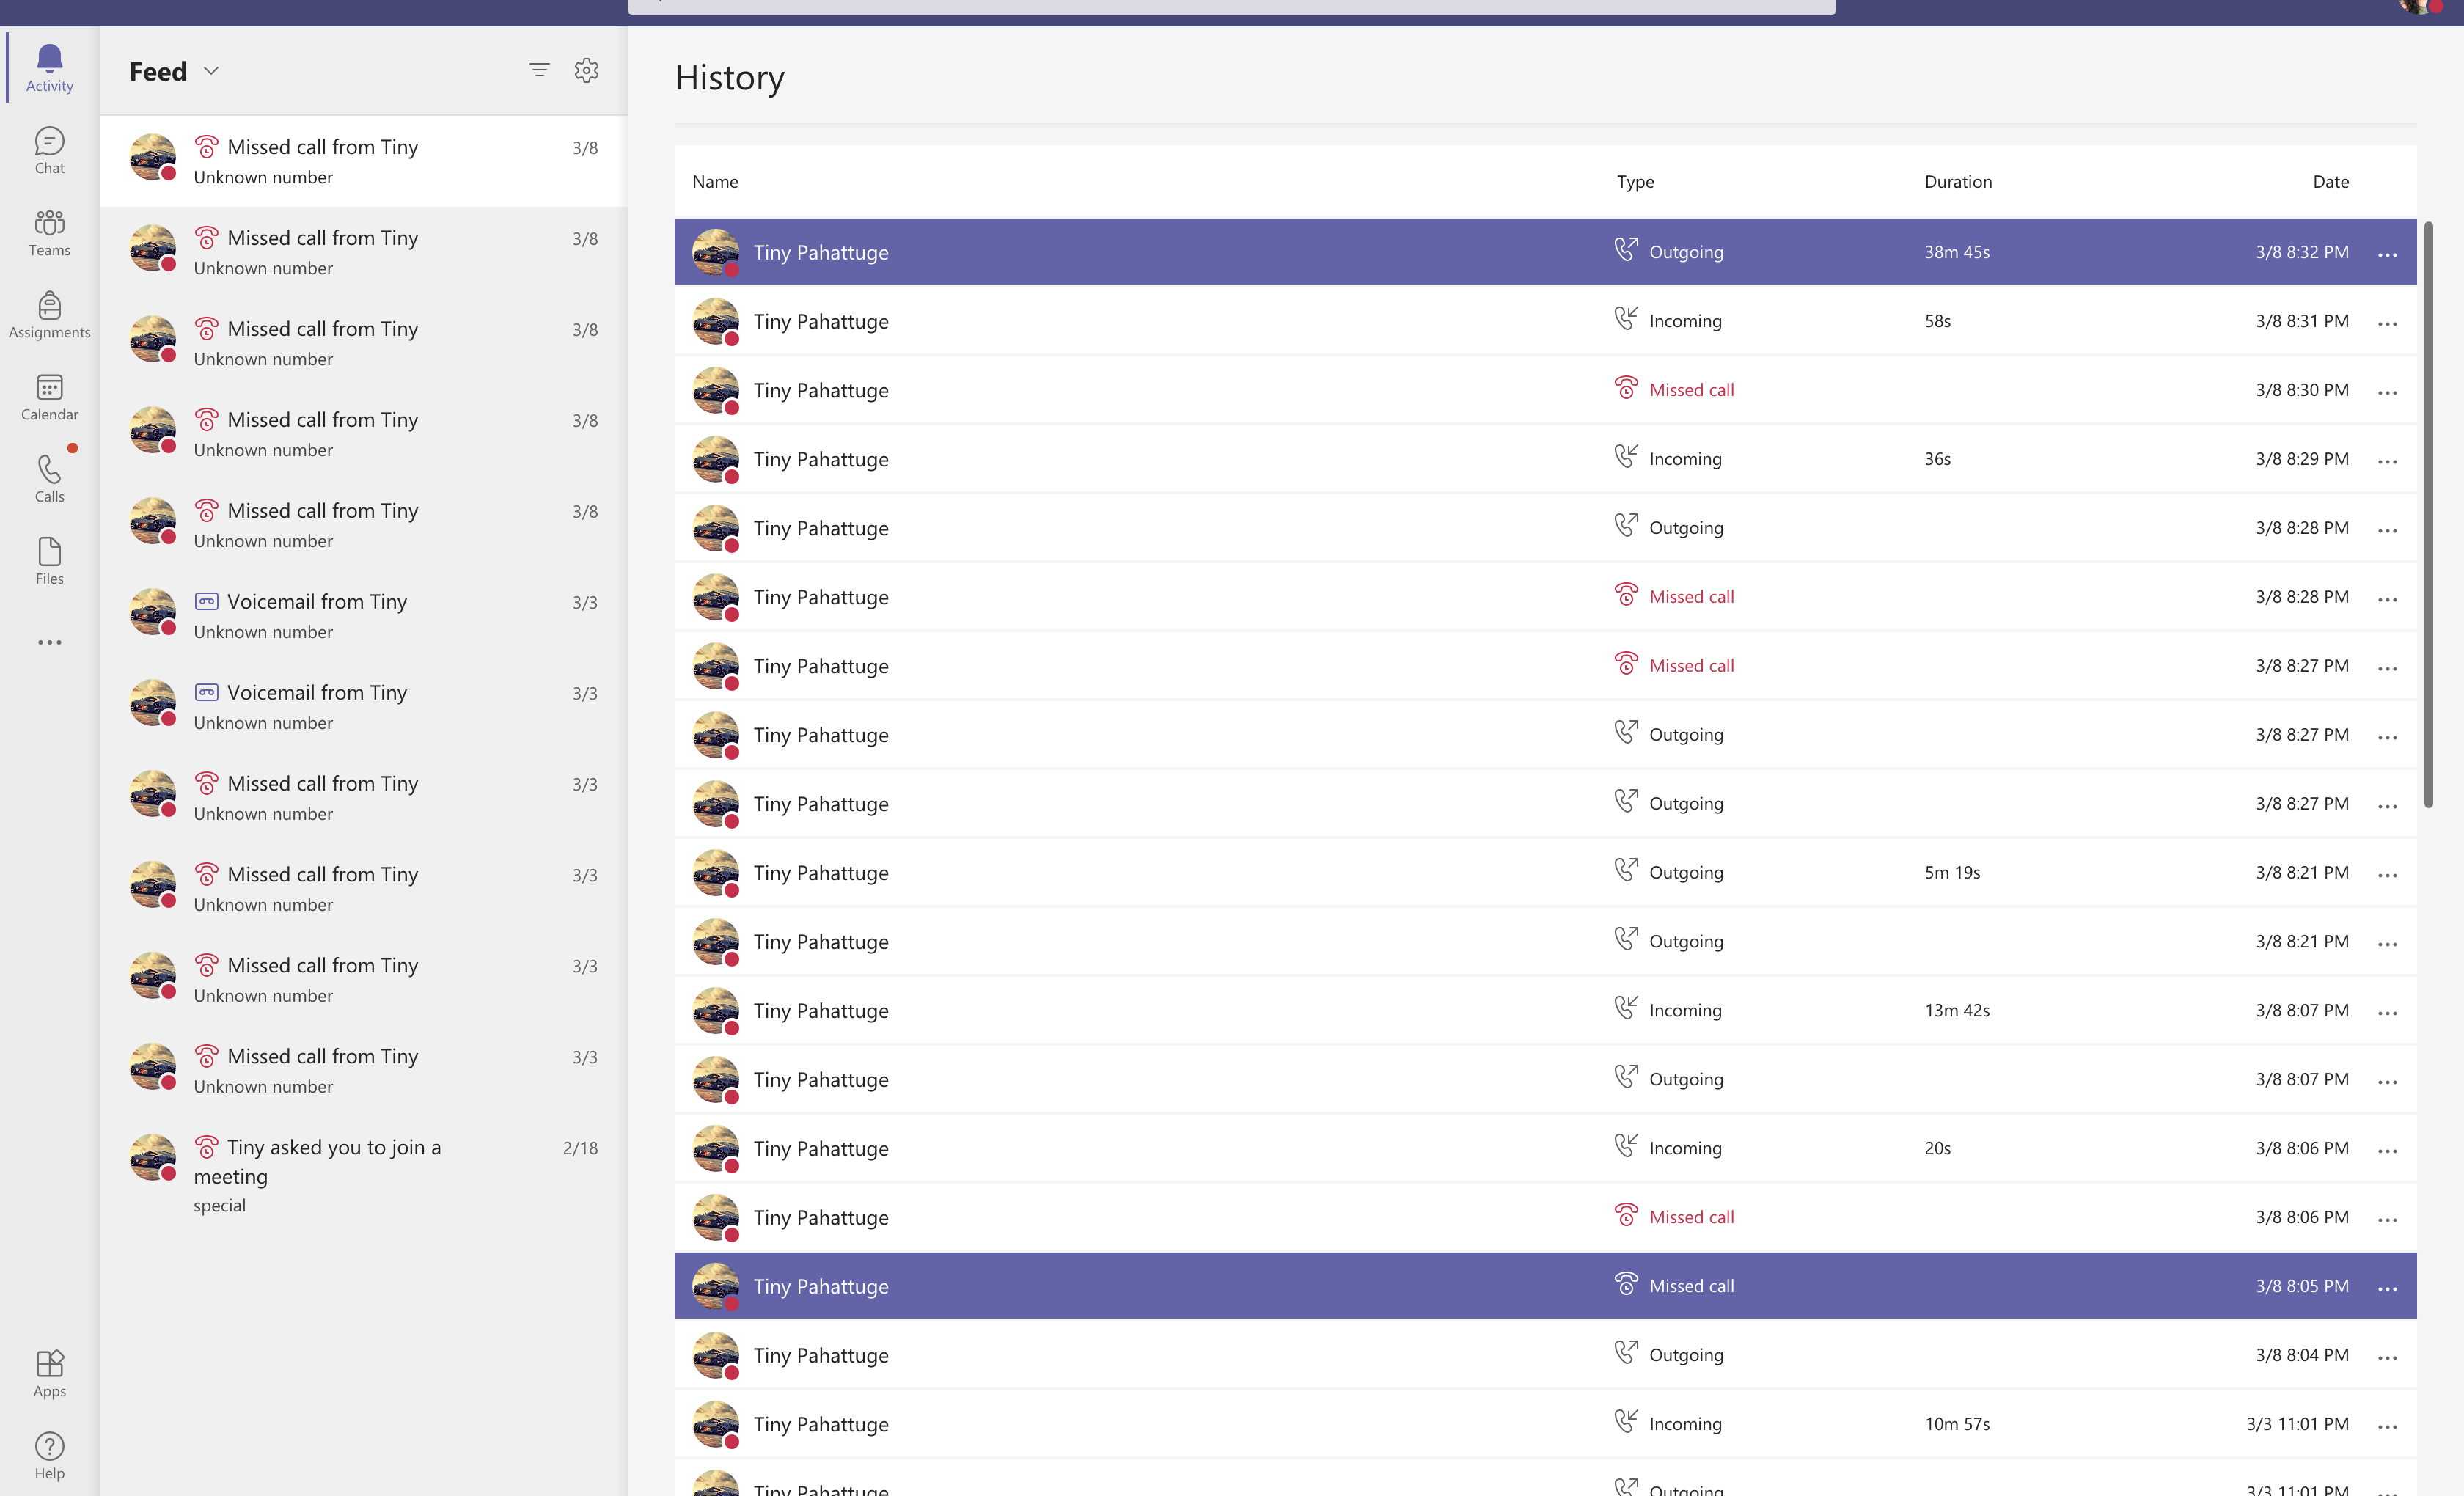 Activity
Chat
Teams
Assignments
Calendar
Calls
Files
Apps
Help
Feed
Missed call from Tiny 3/8
Unknown number
Missed call from Tiny 3/8
Unknown number
Missed call from Tiny 3/8
Unknown number
Missed call from Tiny 3/8
Unknown number
Missed call from Tiny 3/8
Unknown number
Voicemail from Tiny 3/3
Unknown number
Voicemail from Tiny 3/3
Unknown number
Missed call from Tiny 3/3
Unknown number
Missed call from Tiny 3/3
Unknown number
Missed call from Tiny 3/3
Unknown number
Missed call from Tiny 3/3
Unknown number
Tiny asked you to join a 2/18
meeting
special
History
Name Type Duration Date
Tiny Pahattuge Outgoing 38m 45s 3/8 8:32 PM
Tiny Pahattuge Incoming 58s 3/8 8:31 PM
Tiny Pahattuge Missed call 3/8 8:30 PM
Tiny Pahattuge Incoming 36s 3/8 8:29 PM
Tiny Pahattuge Outgoing 3/8 8:28 PM
Tiny Pahattuge Missed call 3/8 8:28 PM
Tiny Pahattuge Missed call 3/8 8:27 PM
Tiny Pahattuge Outgoing 3/8 8:27 PM
Tiny Pahattuge Outgoing 3/8 8:27 PM
Tiny Pahattuge Outgoing 5m 19s 3/8 8:21 PM
Tiny Pahattuge Outgoing 3/8 8:21 PM
Tiny Pahattuge Incoming 13m 42s 3/8 8:07 PM
Tiny Pahattuge Outgoing 3/8 8:07 PM
Tiny Pahattuge Incoming 20s 3/8 8:06 PM
Tiny Pahattuge Missed call 3/8 8:06 PM
Tiny Pahattuge Missed call 3/8 8:05 PM
Tiny Pahattuge Outgoing 3/8 8:04 PM
Tiny Pahattuge Incoming 10m 57s 3/3 11:01 PM
Tiny Pahattuge Outgoing 3/3 11:01 PM